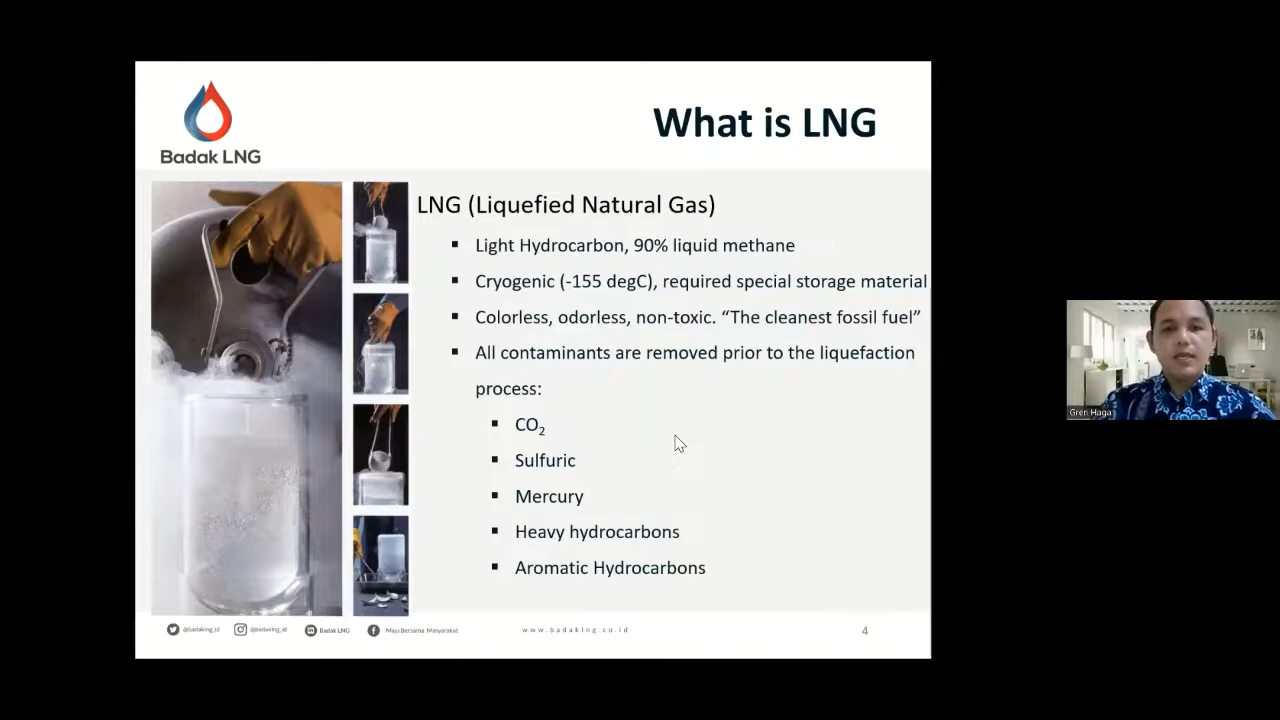 Badak LNG
What is LNG
LNG (Liquefied Natural Gas)
Light Hydrocarbon, 90% liquid methane
Cryogenic (-155 degC), required special storage material
Colorless, odorless, non-toxic. “The cleanest fossil fuel”
All contaminants are removed prior to the liquefaction
process:
CO₂
Sulfuric
Mercury
Heavy hydrocarbons
Aromatic Hydrocarbons
@badaklng_id @badaklng_id Badak LNG Maju Bersama Masyarakat www.badaklng.co.id 4
Gren Haga